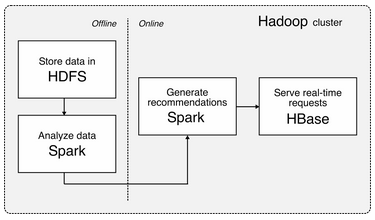 Offline
Online
Hadoop cluster
Store data in
HDFS
Analyze data
Spark
Generate
recommendations
Spark
Serve real-time
requests
HBase